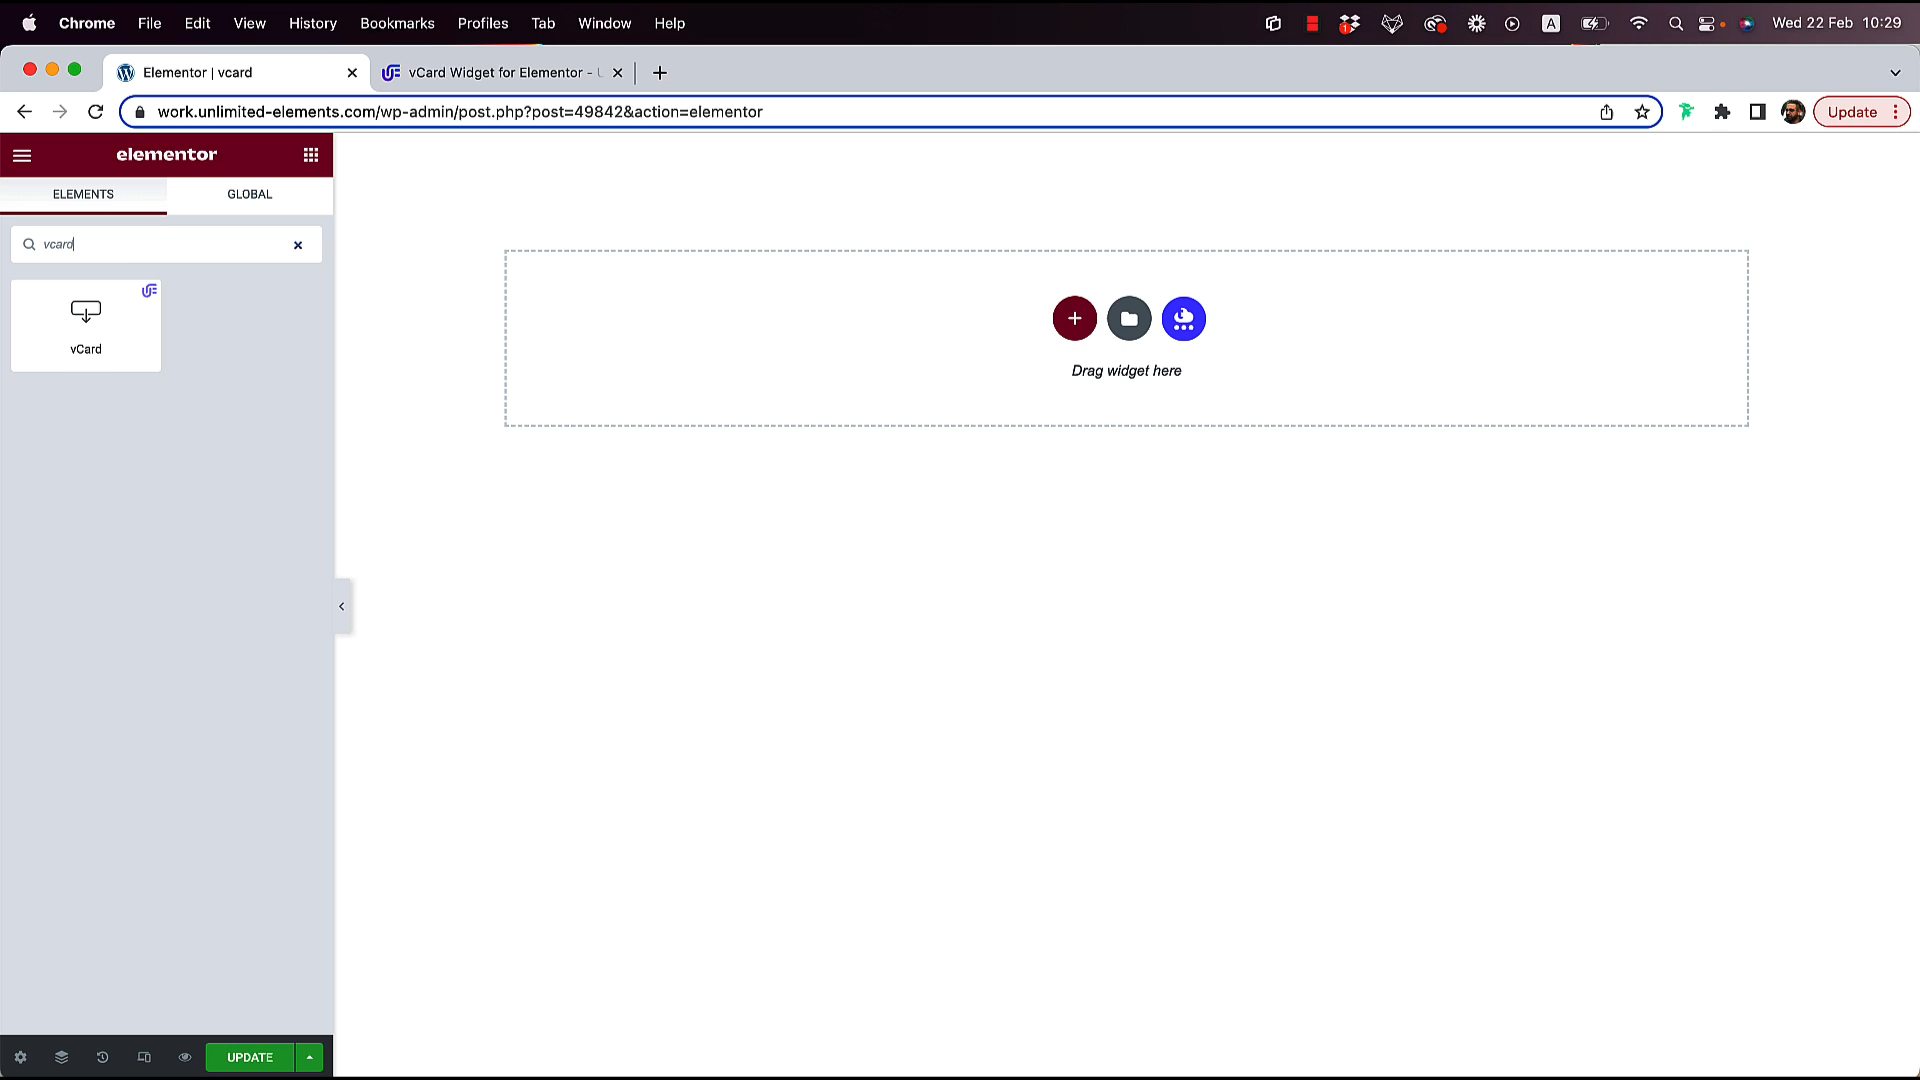 Chrome File Edit View History Bookmarks Profiles Tab Window Help Wed 22 Feb 10:29
Elementor | vcard vCard Widget for Elementor -
work.unlimited-elements.com/wp-admin/post.php?post=49842&action=elementor Update
elementor
ELEMENTS GLOBAL
vcard
vCard
Drag widget here
UPDATE